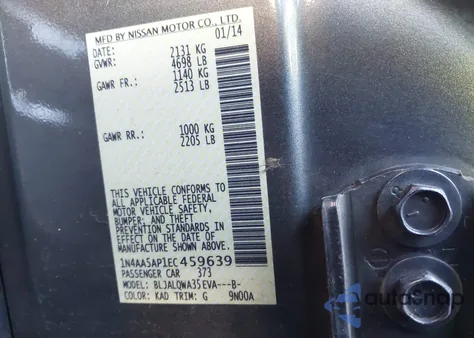 MFD BY NISSAN MOTOR CO., LTD.
DATE: 01/14
GVWR: 2131 KG
4698 LB
GAWR FR.: 1140 KG
2513 LB
GAWR RR.: 1000 KG
2205 LB
THIS VEHICLE CONFORMS TO
ALL APPLICABLE FEDERAL
MOTOR VEHICLE SAFETY,
BUMPER, AND THEFT
PREVENTION STANDARDS IN
EFFECT ON THE DATE OF
MANUFACTURE SHOWN ABOVE.
1N4AA5AP1EC459639
PASSENGER CAR 373
MODEL: BLJALQWA35EVA---B-
COLOR: KAD TRIM: G 9N00A
autosnap